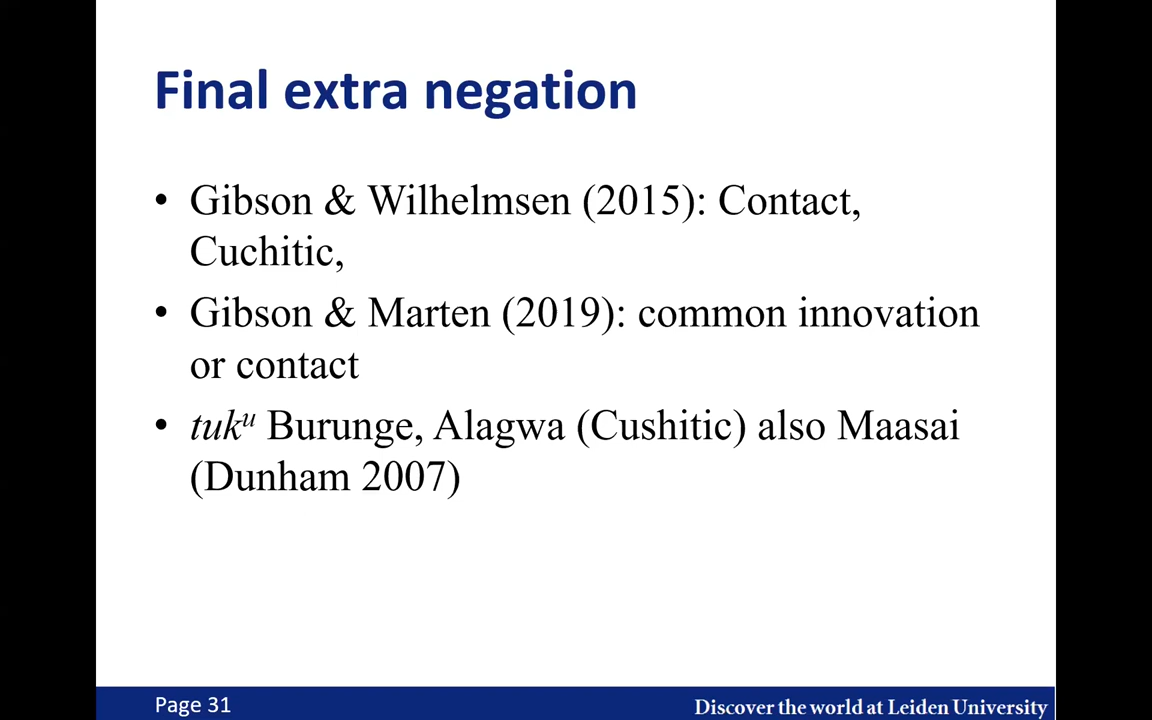 Final extra negation
• Gibson & Wilhelmsen (2015): Contact,
Cuchitic,
• Gibson & Marten (2019): common innovation
or contact
• tukᵘ Burunge, Alagwa (Cushitic) also Maasai
(Dunham 2007)
Page 31
Discover the world at Leiden University